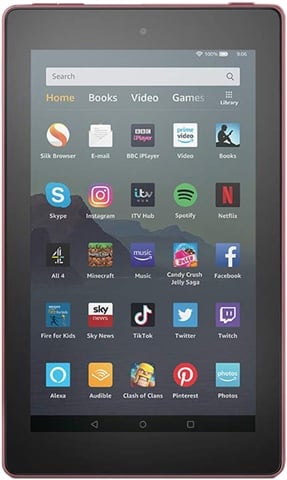 100% 9:06
Search
Home Books Video Games
Library
Silk Browser E-mail BBC iPlayer Video Books
Skype Instagram ITV Hub Spotify Netflix
All 4 Minecraft Music Candy Crush Jelly Saga Facebook
Fire for Kids Sky News TikTok Twitter Twitch
Alexa Audible Clash of Clans Pinterest Photos